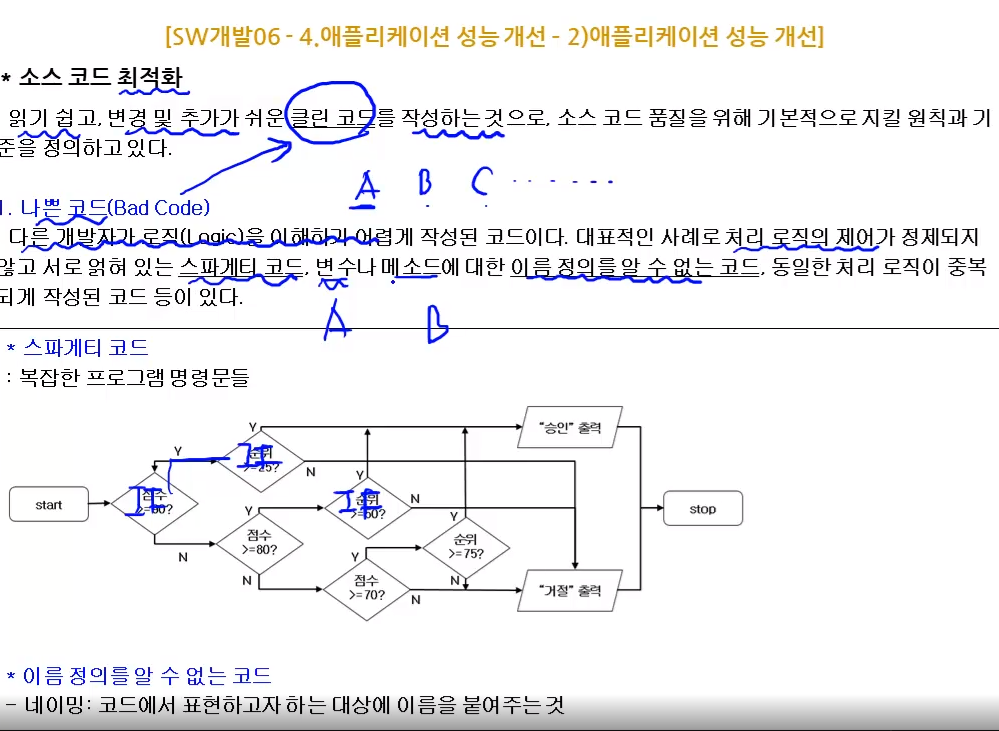 [SW개발06 - 4.애플리케이션 성능 개선 - 2)애플리케이션 성능 개선]
* 소스 코드 최적화
읽기 쉽고, 변경 및 추가가 쉬운 클린 코드를 작성하는 것으로, 소스 코드 품질을 위해 기본적으로 지킬 원칙과 기
준을 정의하고 있다.
A B C ........
1. 나쁜 코드(Bad Code)
다른 개발자가 로직(Logic)을 이해하기 어렵게 작성된 코드이다. 대표적인 사례로 처리 로직의 제어가 정제되지
않고 서로 얽혀 있는 스파게티 코드, 변수나 메소드에 대한 이름 정의를 알 수 없는 코드, 동일한 처리 로직이 중복
되게 작성된 코드 등이 있다.
A B
* 스파게티 코드
: 복잡한 프로그램 명령문들
Y "승인" 출력
Y IF N
>=25?
Y N
start IF 점수 IF 순위 stop
Y
점수
>=80?
Y
순위
>=75?
N
Y
N 점수
>=70?
N
N "거절" 출력
* 이름 정의를 알 수 없는 코드
- 네이밍: 코드에서 표현하고자 하는 대상에 이름을 붙여주는 것